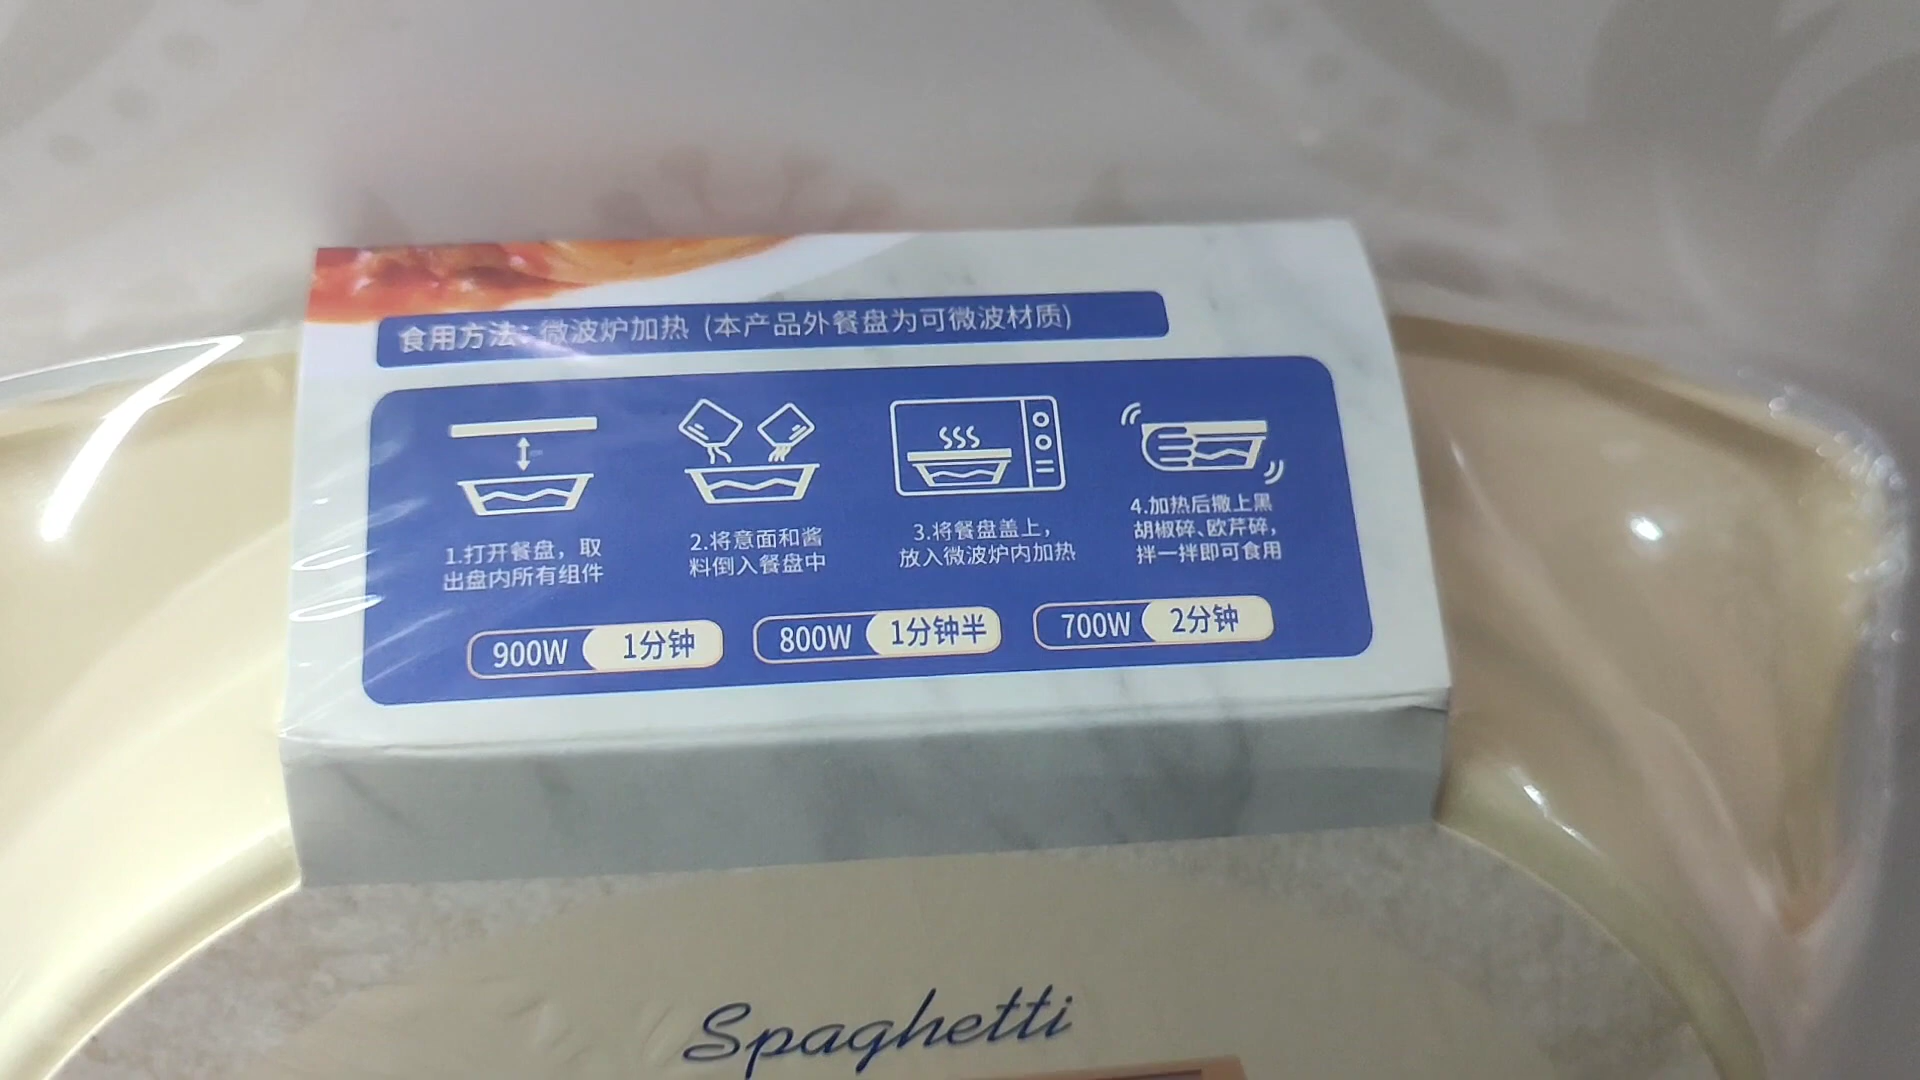 食用方法：微波炉加热 (本产品外餐盘为可微波材质)
1.打开餐盘，取
出盘内所有组件
2.将意面和酱
料倒入餐盘中
3.将餐盘盖上，
放入微波炉内加热
4.加热后撒上黑
胡椒碎、欧芹碎，
拌一拌即可食用
900W 1分钟
800W 1分钟半
700W 2分钟
Spaghetti